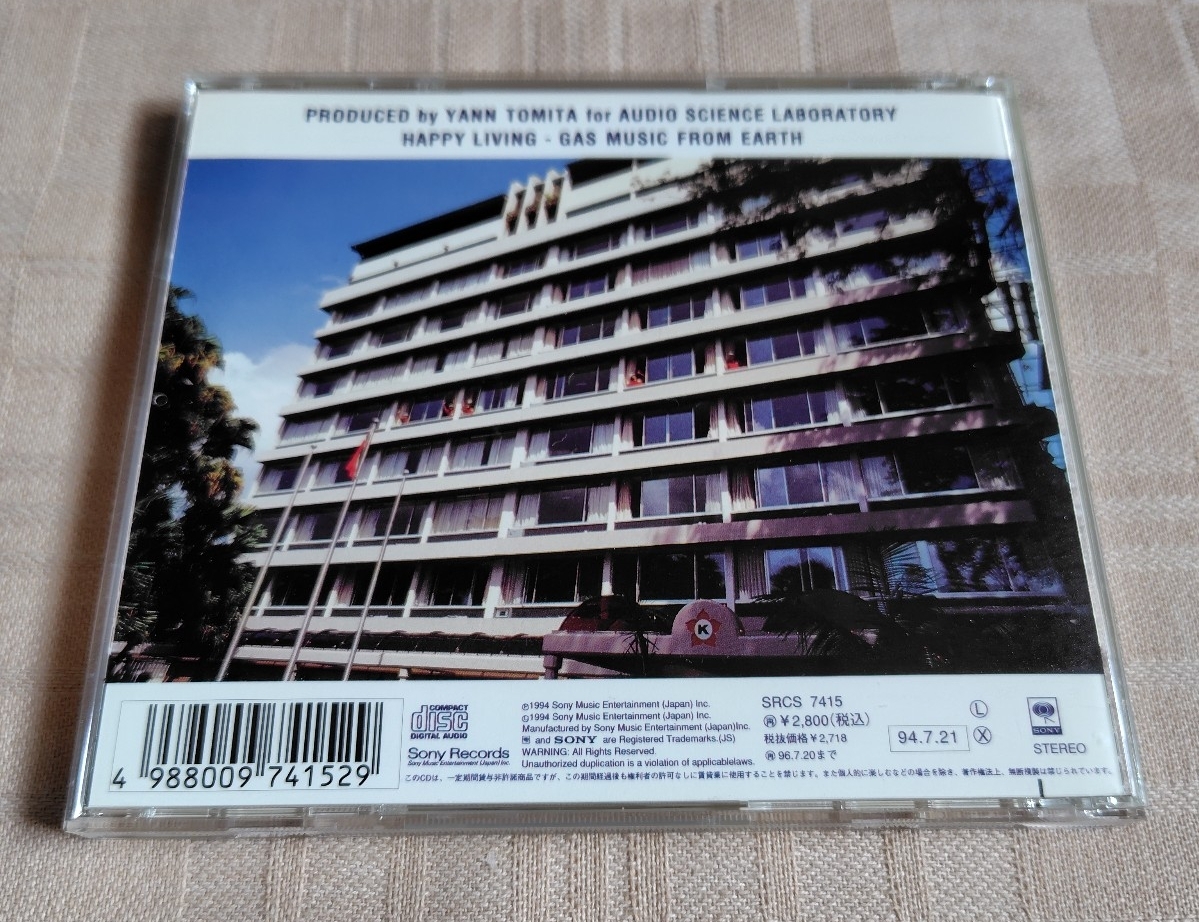 PRODUCED by YANN TOMITA for AUDIO SCIENCE LABORATORY
HAPPY LIVING - GAS MUSIC FROM EARTH
K
4 988009 741529
COMPACT
disc
DIGITAL AUDIO
Sony Records
Sony Music Entertainment (Japan) Inc.
℗1994 Sony Music Entertainment (Japan) Inc.
©1994 Sony Music Entertainment (Japan) Inc.
Manufactured by Sony Music Entertainment (Japan)Inc.
and SONY are Registered Trademarks.(JS)
WARNING: All Rights Reserved.
Unauthorized duplication is a violation of applicablelaws.
SRCS 7415
㋢¥2,800(税込)
税抜価格¥2,718
㋢96.7.20まで
94.7.21
Ⓛ
Ⓧ
SONY
STEREO
このCDは、一定期間貸与非許諾商品ですが、この期間経過後も権利者の許可なしに賃貸業に使用することを禁じます。また個人的に楽しむなどの場合を除き、著作権法上、無断複製は禁じられています。